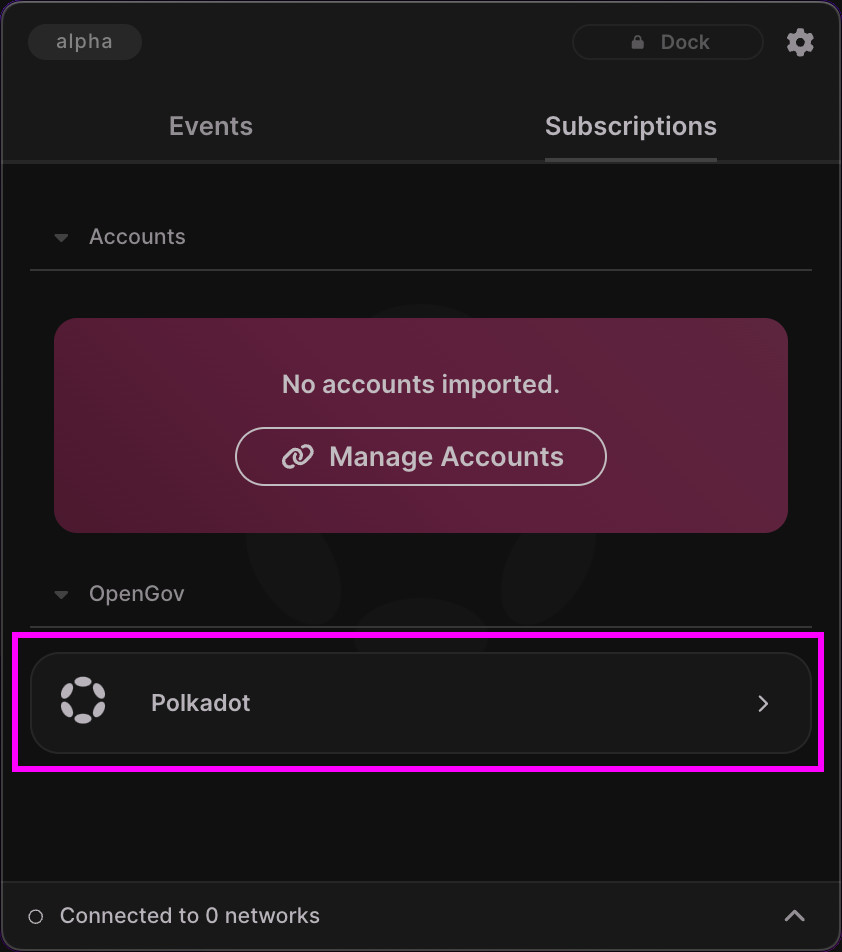 alpha
Dock
Events
Subscriptions
Accounts
No accounts imported.
Manage Accounts
OpenGov
Polkadot
Connected to 0 networks